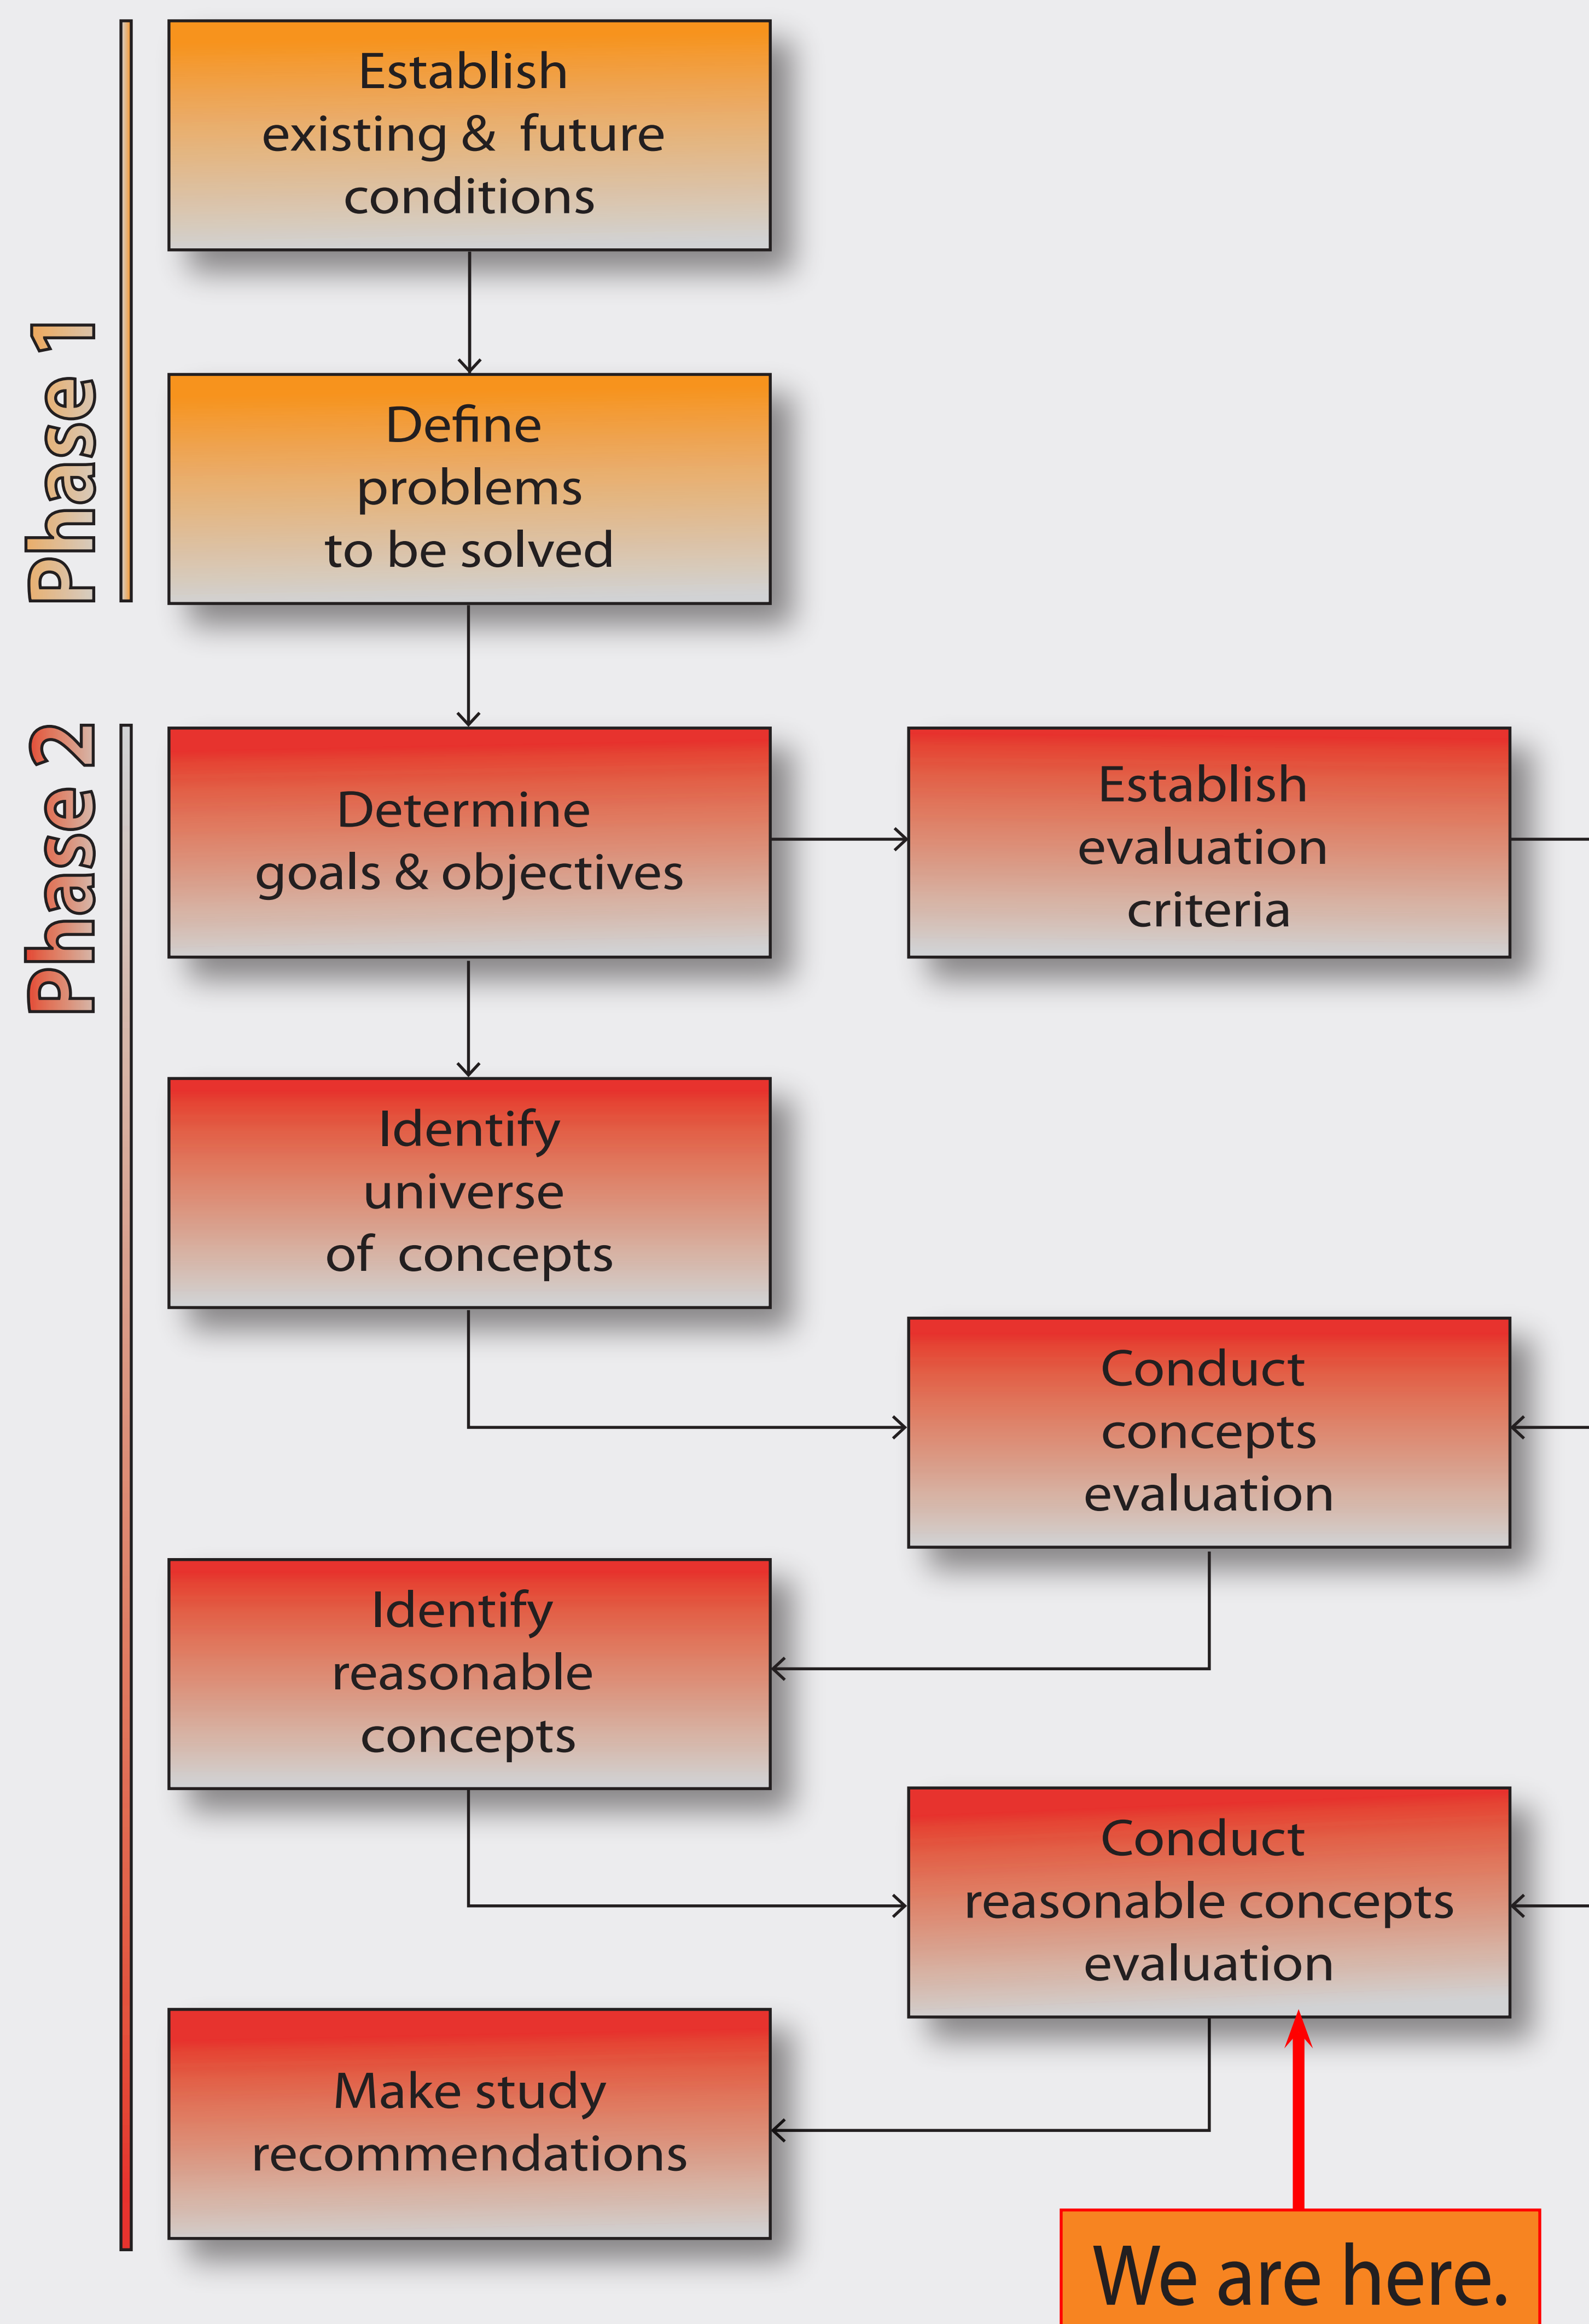 Phase 1
Establish
existing & future
conditions
Define
problems
to be solved
Phase 2
Determine
goals & objectives
Establish
evaluation
criteria
Identify
universe
of concepts
Conduct
concepts
evaluation
Identify
reasonable
concepts
Conduct
reasonable concepts
evaluation
Make study
recommendations
We are here.